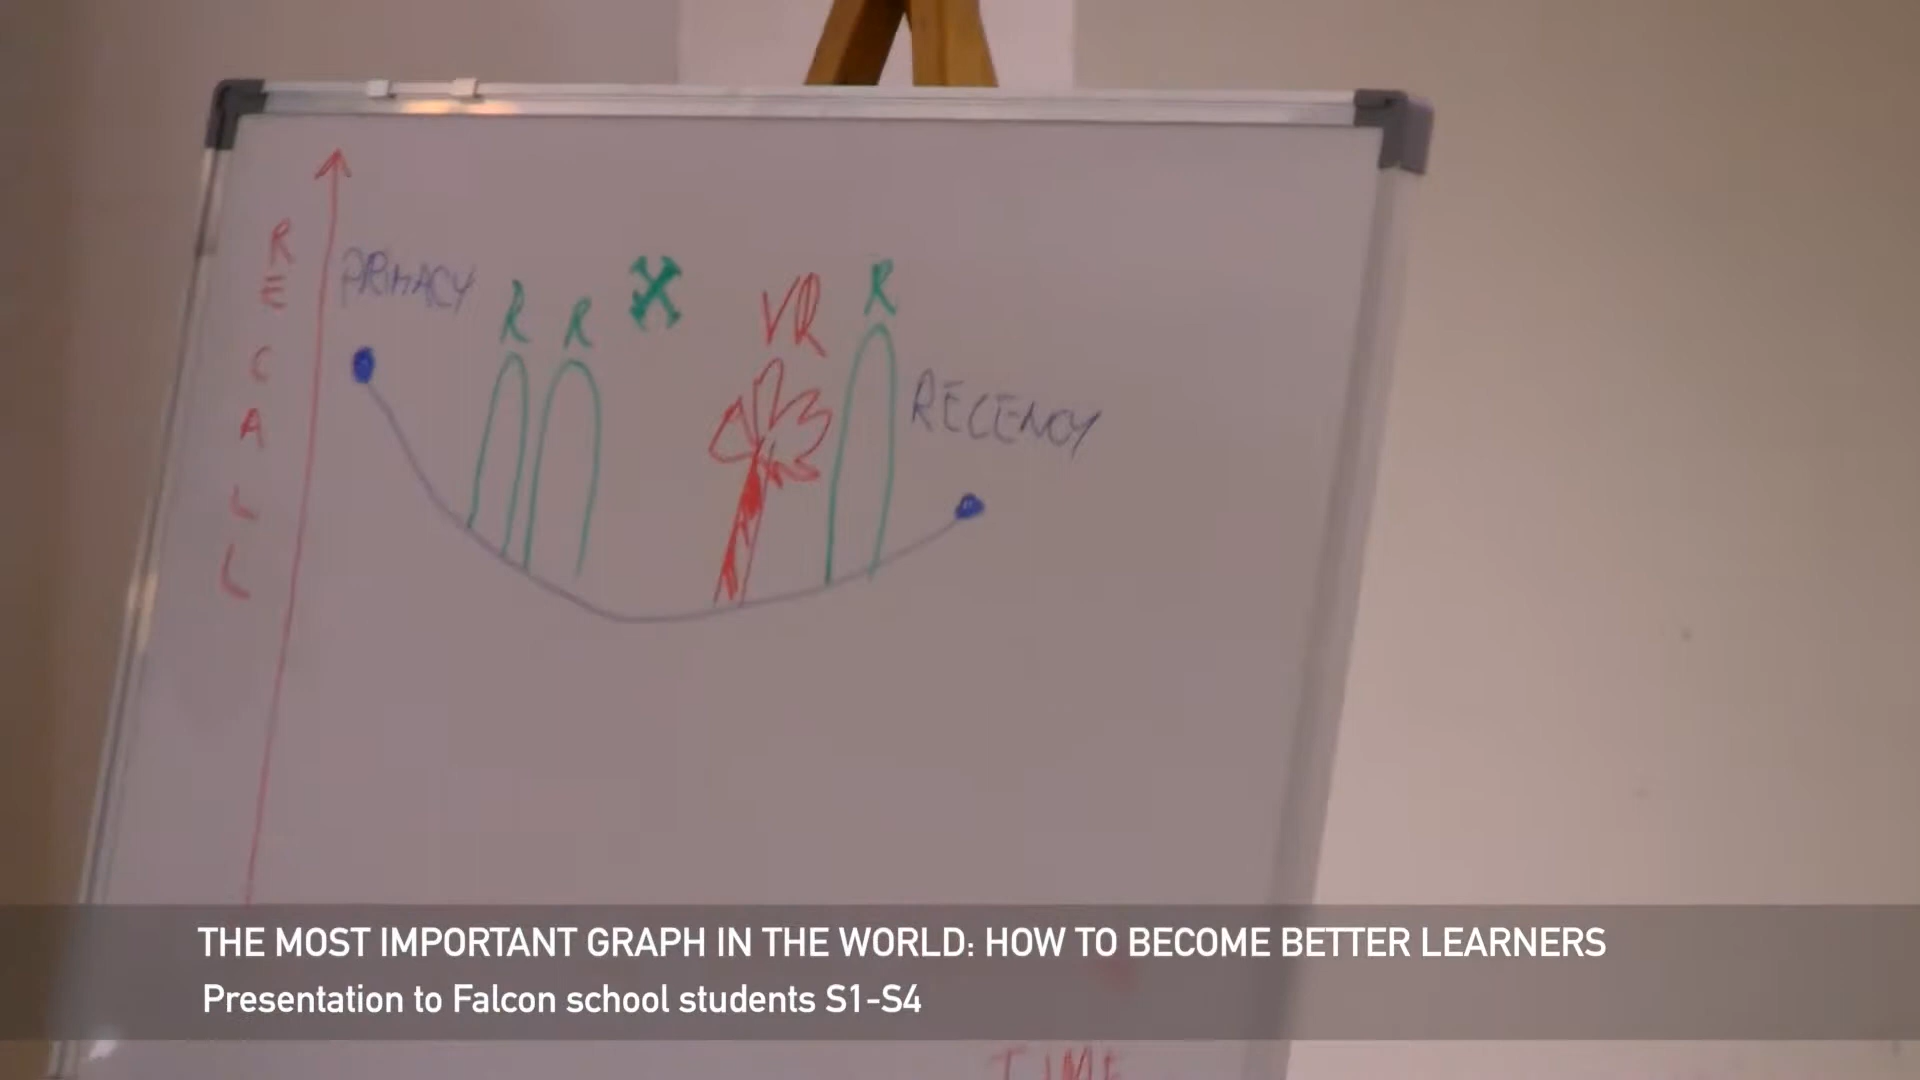 RECALL
PRIMACY
R
R
X
VR
R
RECENCY
THE MOST IMPORTANT GRAPH IN THE WORLD: HOW TO BECOME BETTER LEARNERS
Presentation to Falcon school students S1-S4
TIME